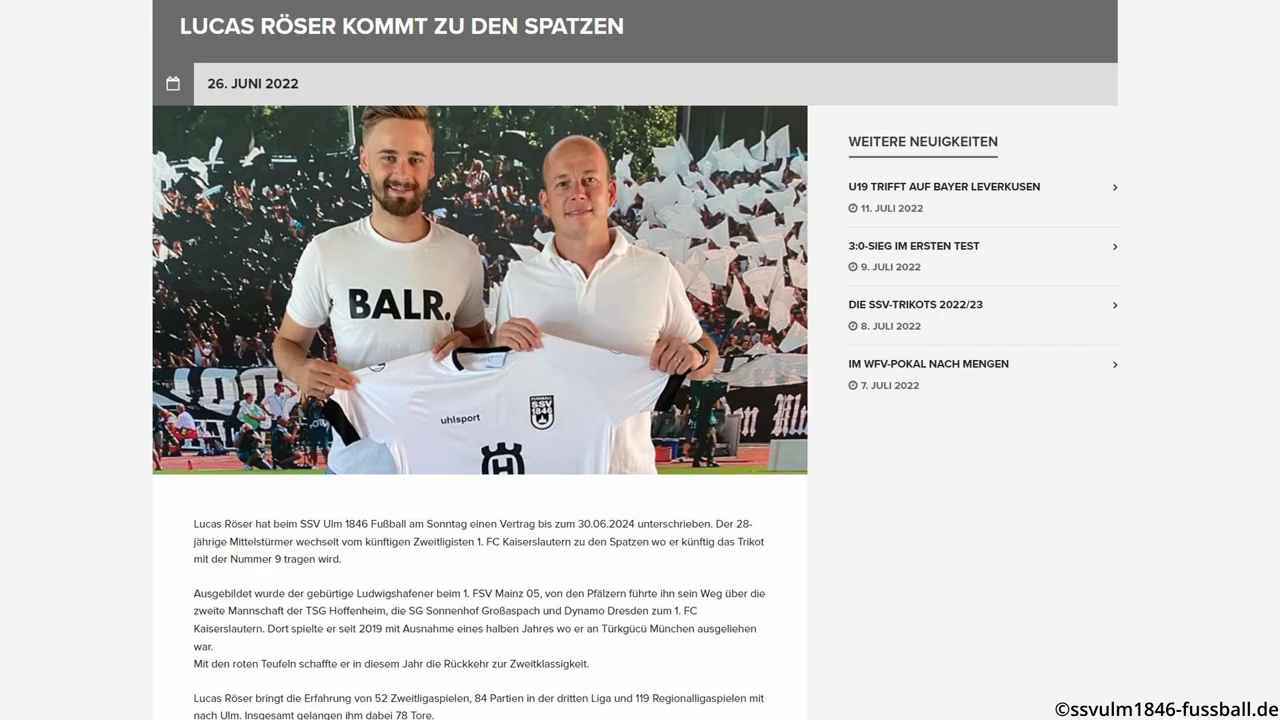 LUCAS RÖSER KOMMT ZU DEN SPATZEN
26. JUNI 2022
BALR.
uhlsport
FUSSBALL
SSV
1846
H
WEITERE NEUIGKEITEN
U19 TRIFFT AUF BAYER LEVERKUSEN
11. JULI 2022
3:0-SIEG IM ERSTEN TEST
9. JULI 2022
DIE SSV-TRIKOTS 2022/23
8. JULI 2022
IM WFV-POKAL NACH MENGEN
7. JULI 2022
Lucas Röser hat beim SSV Ulm 1846 Fußball am Sonntag einen Vertrag bis zum 30.06.2024 unterschrieben. Der 28-
jährige Mittelstürmer wechselt vom künftigen Zweitligisten 1. FC Kaiserslautern zu den Spatzen wo er künftig das Trikot
mit der Nummer 9 tragen wird.
Ausgebildet wurde der gebürtige Ludwigshafener beim 1. FSV Mainz 05, von den Pfälzern führte ihn sein Weg über die
zweite Mannschaft der TSG Hoffenheim, die SG Sonnenhof Großaspach und Dynamo Dresden zum 1. FC
Kaiserslautern. Dort spielte er seit 2019 mit Ausnahme eines halben Jahres wo er an Türkgücü München ausgeliehen
war.
Mit den roten Teufeln schaffte er in diesem Jahr die Rückkehr zur Zweitklassigkeit.
Lucas Röser bringt die Erfahrung von 52 Zweitligaspielen, 84 Partien in der dritten Liga und 119 Regionalligaspielen mit
nach Ulm. Insgesamt gelangen ihm dabei 78 Tore.
©ssvulm1846-fussball.de